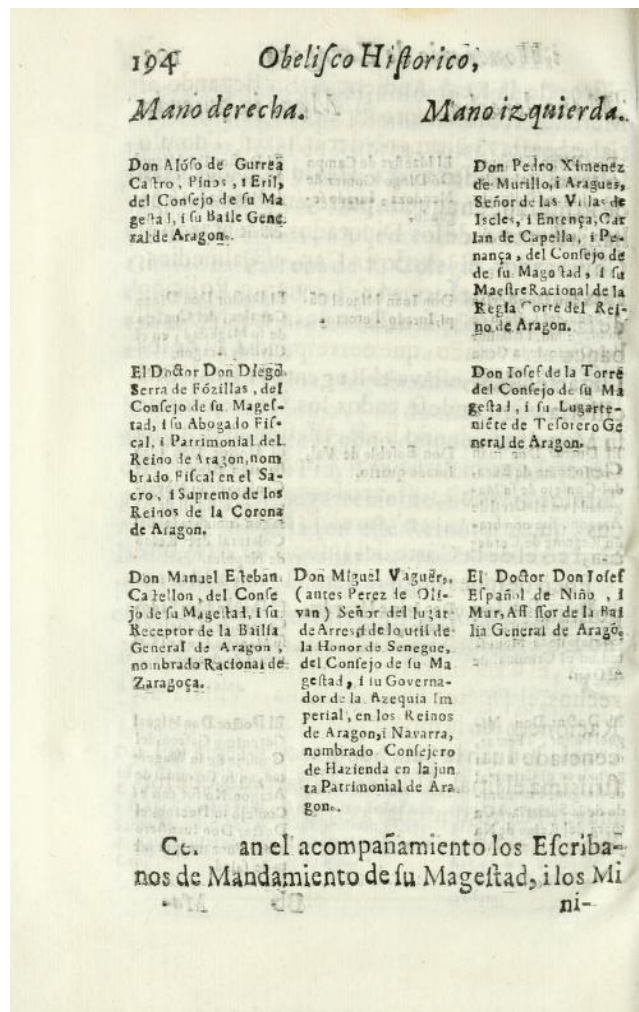 194 Obeliſco Hiſtorico,
Mano derecha.
Don Alóſo de Gurrea
Caſtro, Pinos, i Eril,
del Conſejo de ſu Ma
geſtad, i ſu Baile Gene
ral de Aragon.
Mano izquierda.
Don Pedro Ximenez
de Murillo, i Aragues,
Señor de las Villas de
Iscles, i Entença, Car
lan de Capella, i Pe-
nança, del Conſejo de
de ſu Mageſtad, i ſu
Maeſtre Racional de la
Regia Corte del Rei-
no de Aragon.
El Doctor Don Diego
Serra de Fózillas, del
Conſejo de ſu Mageſ-
tad, i ſu Abogado Fiſ-
cal, i Patrimonial del
Reino de Aragon, nom
brado Fiſcal en el Sa-
cro, i Supremo de los
Reinos de la Corona
de Aragon.
Don Ioſef de la Torre
del Conſejo de ſu Ma
geſtad, i ſu Lugarte-
niéte de Teſorero Ge
neral de Aragon.
Don Manuel Eſteban
Caſtellon, del Conſe
jo de ſu Mageſtad, i ſu
Receptor de la Bailia
General de Aragon,
nombrado Racional de
Zaragoça.
Don Miguel Vaguer,
(antes Perez de Oli-
van) Señor del lugar
de Arres, i de lo util de
la Honor de Senegue,
del Conſejo de ſu Ma
geſtad, i ſu Governa-
dor de la Azequia Im
perial, en los Reinos
de Aragon, i Navarra,
nombrado Conſejero
de Hazienda en la jun
ta Patrimonial de Ara
gon.
El Doctor Don Ioſef
Eſpañol de Niño, i
Mur, Aſſeſſor de la Bai
lia General de Aragó.
an el acompañamiento los Eſcriba-
nos de Mandamiento de ſu Mageſtad, i los Mi
ni-